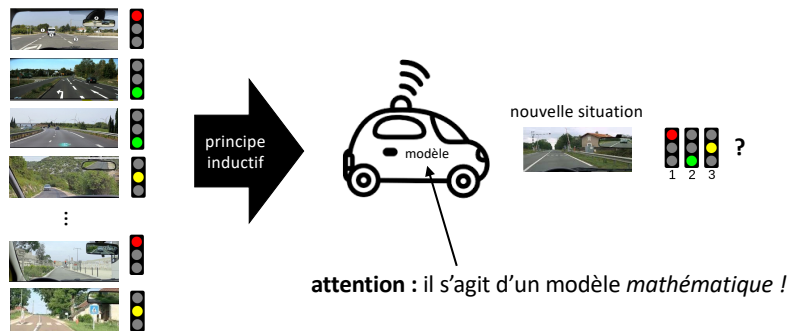 principe
inductif
modèle
nouvelle situation
?
1 2 3
⋮
attention : il s'agit d'un modèle mathématique !